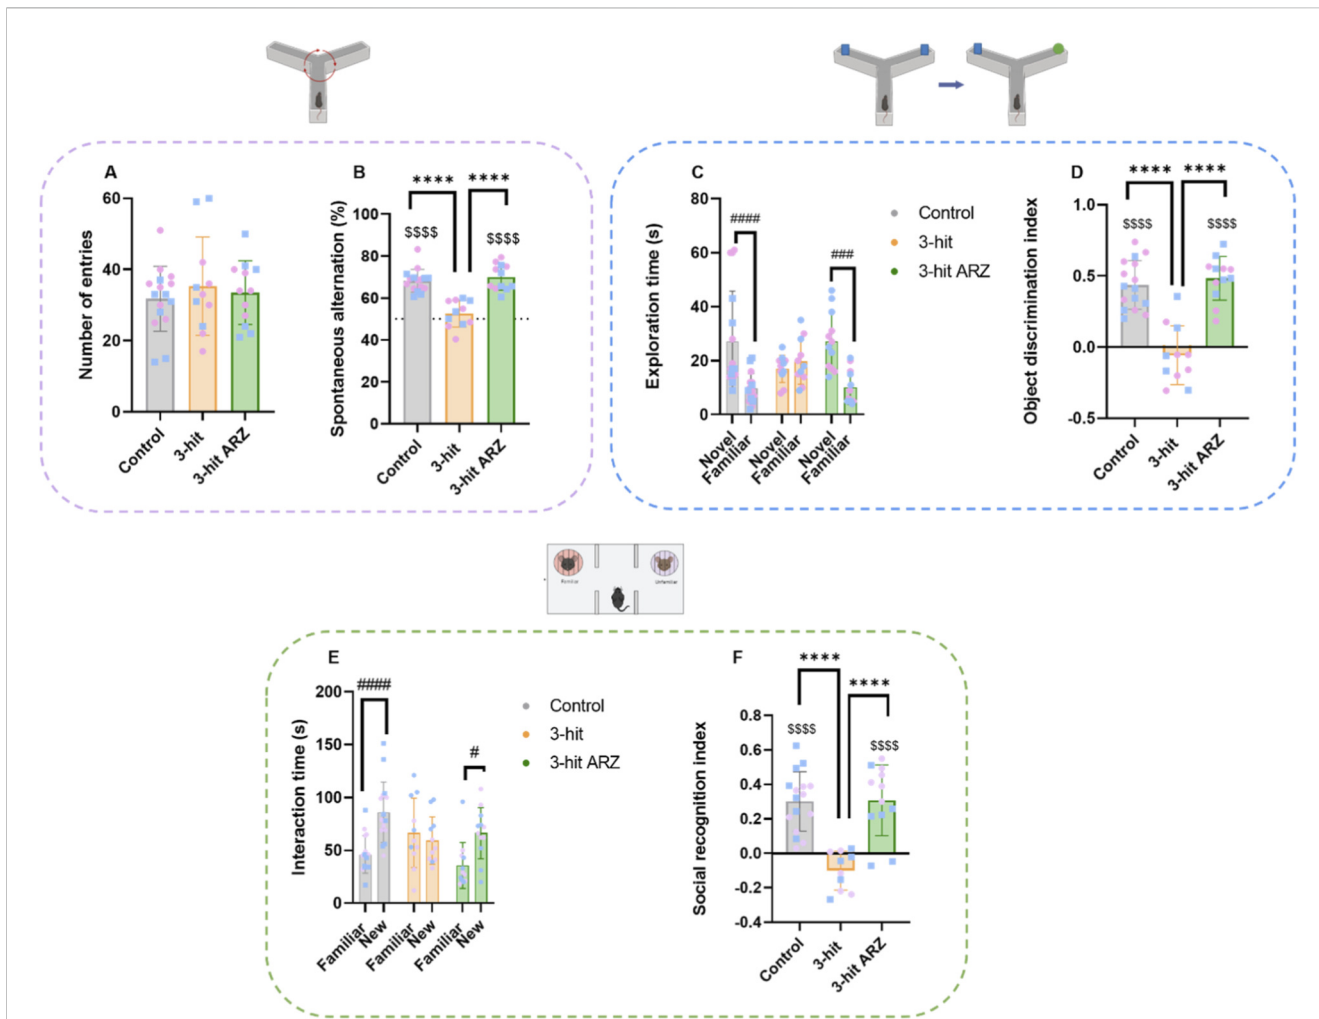 A
Number of entries
60
40
20
0
Control
3-hit
3-hit ARZ
B
**** ****
Spontaneous alternation (%)
100
80
60
40
20
0
$$$$
$$$$
Control
3-hit
3-hit ARZ
C
Exploration time (s)
80
60
40
20
0
####
###
Novel
Familiar
Novel
Familiar
Novel
Familiar
Control
3-hit
3-hit ARZ
D
**** ****
Object discrimination index
1.0
0.5
0.0
-0.5
$$$$
$$$$
Control
3-hit
3-hit ARZ
Familiar
Unfamiliar
E
Interaction time (s)
200
150
100
50
0
####
#
Familiar
New
Familiar
New
Familiar
New
Control
3-hit
3-hit ARZ
F
****
****
Social recognition index
0.8
0.6
0.4
0.2
0.0
-0.2
-0.4
$$$$
$$$$
Control
3-hit
3-hit ARZ